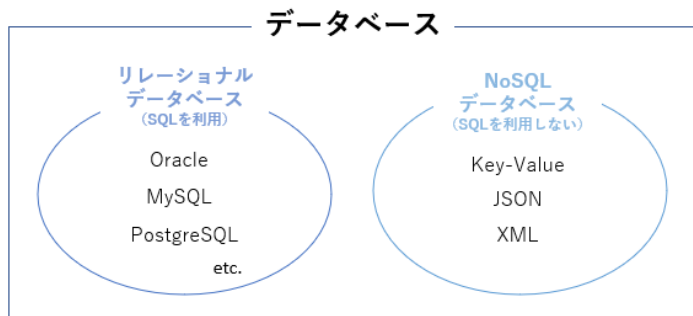 データベース
リレーショナル
データベース
（SQLを利用）
Oracle
MySQL
PostgreSQL
etc.
NoSQL
データベース
（SQLを利用しない）
Key-Value
JSON
XML